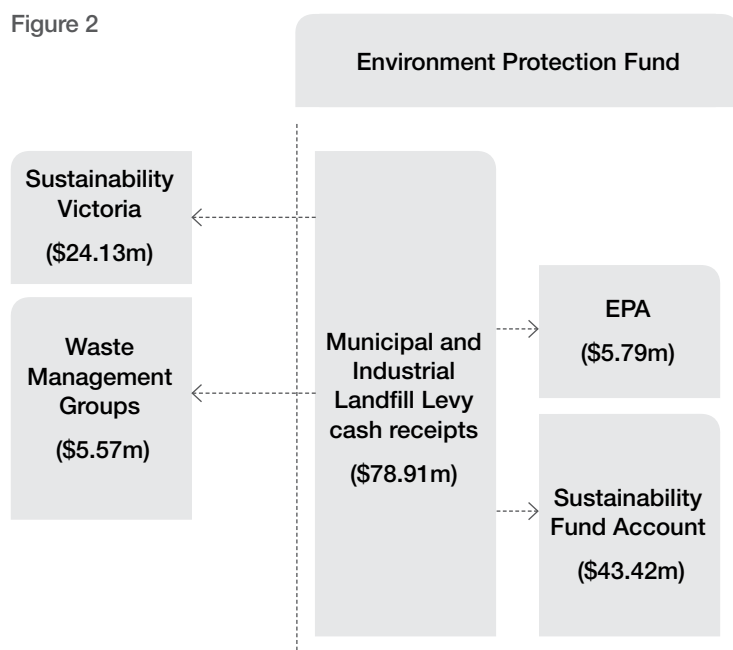 Figure 2
Environment Protection Fund
Sustainability
Victoria
($24.13m)
Waste
Management
Groups
($5.57m)
Municipal and
Industrial
Landfill Levy
cash receipts
($78.91m)
EPA
($5.79m)
Sustainability
Fund Account
($43.42m)